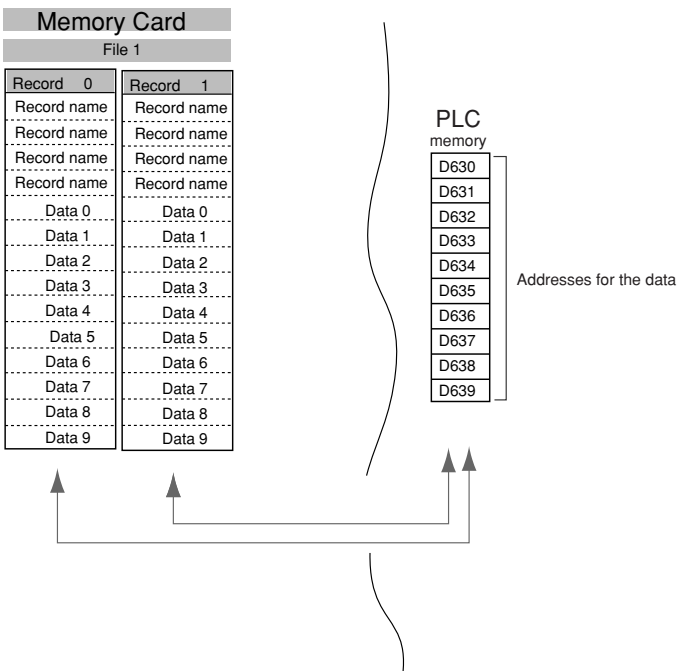 Memory Card
File 1
Record 0
Record name
Record name
Record name
Record name
Data 0
Data 1
Data 2
Data 3
Data 4
Data 5
Data 6
Data 7
Data 8
Data 9
Record 1
Record name
Record name
Record name
Record name
Data 0
Data 1
Data 2
Data 3
Data 4
Data 5
Data 6
Data 7
Data 8
Data 9
PLC
memory
D630
D631
D632
D633
D634
D635
D636
D637
D638
D639
Addresses for the data